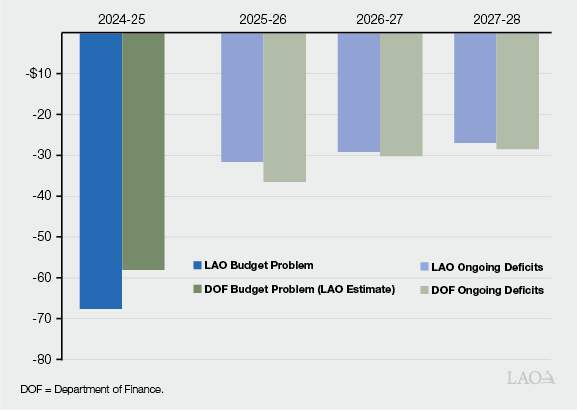 2024-25 2025-26 2026-27 2027-28
-$10
-20
-30
-40
-50
-60
-70
-80
LAO Budget Problem
LAO Ongoing Deficits
DOF Budget Problem (LAO Estimate)
DOF Ongoing Deficits
LAO
DOF = Department of Finance.